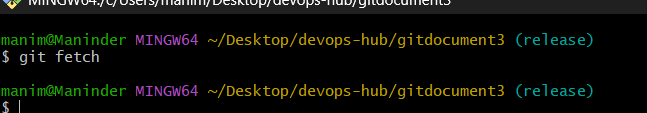 MINGW64:/c/Users/manim/Desktop/devops-hub/gitdocument3
manim@Maninder MINGW64 ~/Desktop/devops-hub/gitdocument3 (release)
$ git fetch
manim@Maninder MINGW64 ~/Desktop/devops-hub/gitdocument3 (release)
$